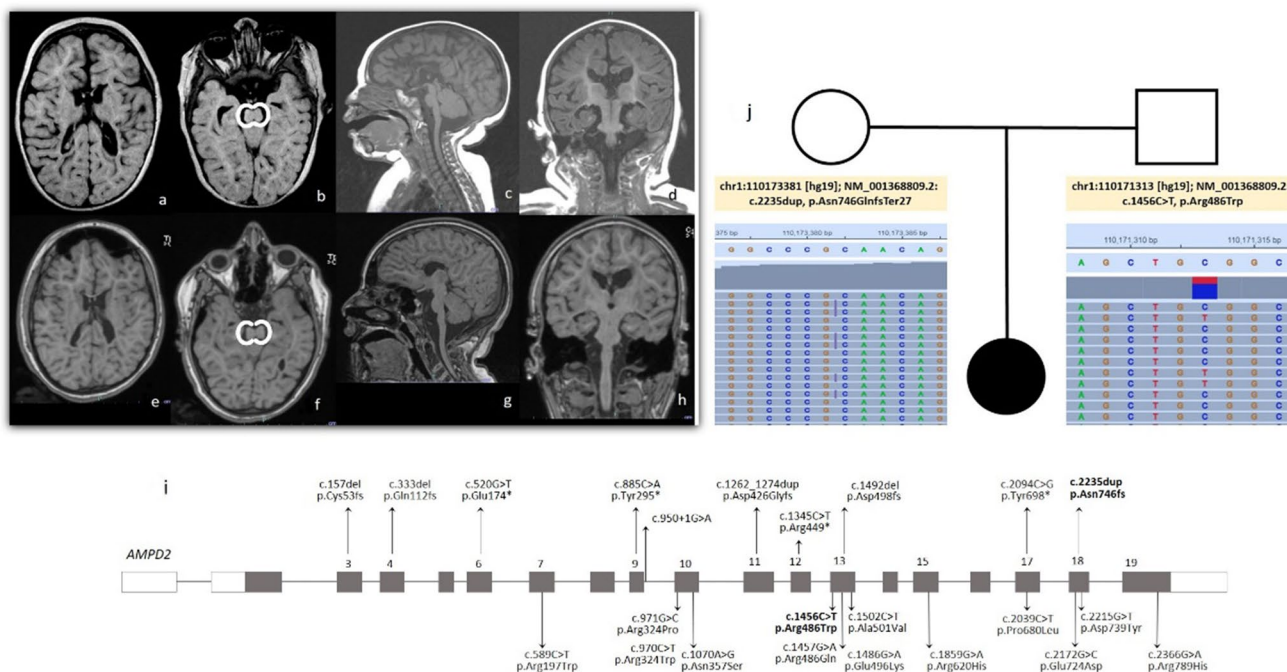 a
b
c
d
e
f
g
h
j
chr1:110173381 [hg19]; NM_001368809.2:
c.2235dup, p.Asn746GlnfsTer27
chr1:110171313 [hg19]; NM_001368809.2
c.1456C>T, p.Arg486Trp
375 bp 110,173,380 bp 110,173,385 bp
G G C C C G C A A C A G
110,171,310 bp 110,171,315 bp
A G C T G C G G C
G G C C C G C A A C A G
A G C T G C G G C
A G C T G T G G C
i
c.157del
p.Cys53fs
c.333del
p.Gln112fs
c.520G>T
p.Glu174*
c.885C>A
p.Tyr295*
c.950+1G>A
c.1262_1274dup
p.Asp426Glyfs
c.1345C>T
p.Arg449*
c.1492del
p.Asp498fs
c.2094C>G
p.Tyr698*
c.2235dup
p.Asn746fs
AMPD2
3 4 6 7 9 10 11 12 13 15 17 18 19
c.589C>T
p.Arg197Trp
c.971G>C
p.Arg324Pro
c.970C>T
p.Arg324Trp
c.1070A>G
p.Asn357Ser
c.1456C>T
p.Arg486Trp
c.1457G>A
p.Arg486Gln
c.1502C>T
p.Ala501Val
c.1486G>A
p.Glu496Lys
c.1859G>A
p.Arg620His
c.2039C>T
p.Pro680Leu
c.2172G>C
p.Glu724Asp
c.2215G>T
p.Asp739Tyr
c.2366G>A
p.Arg789His